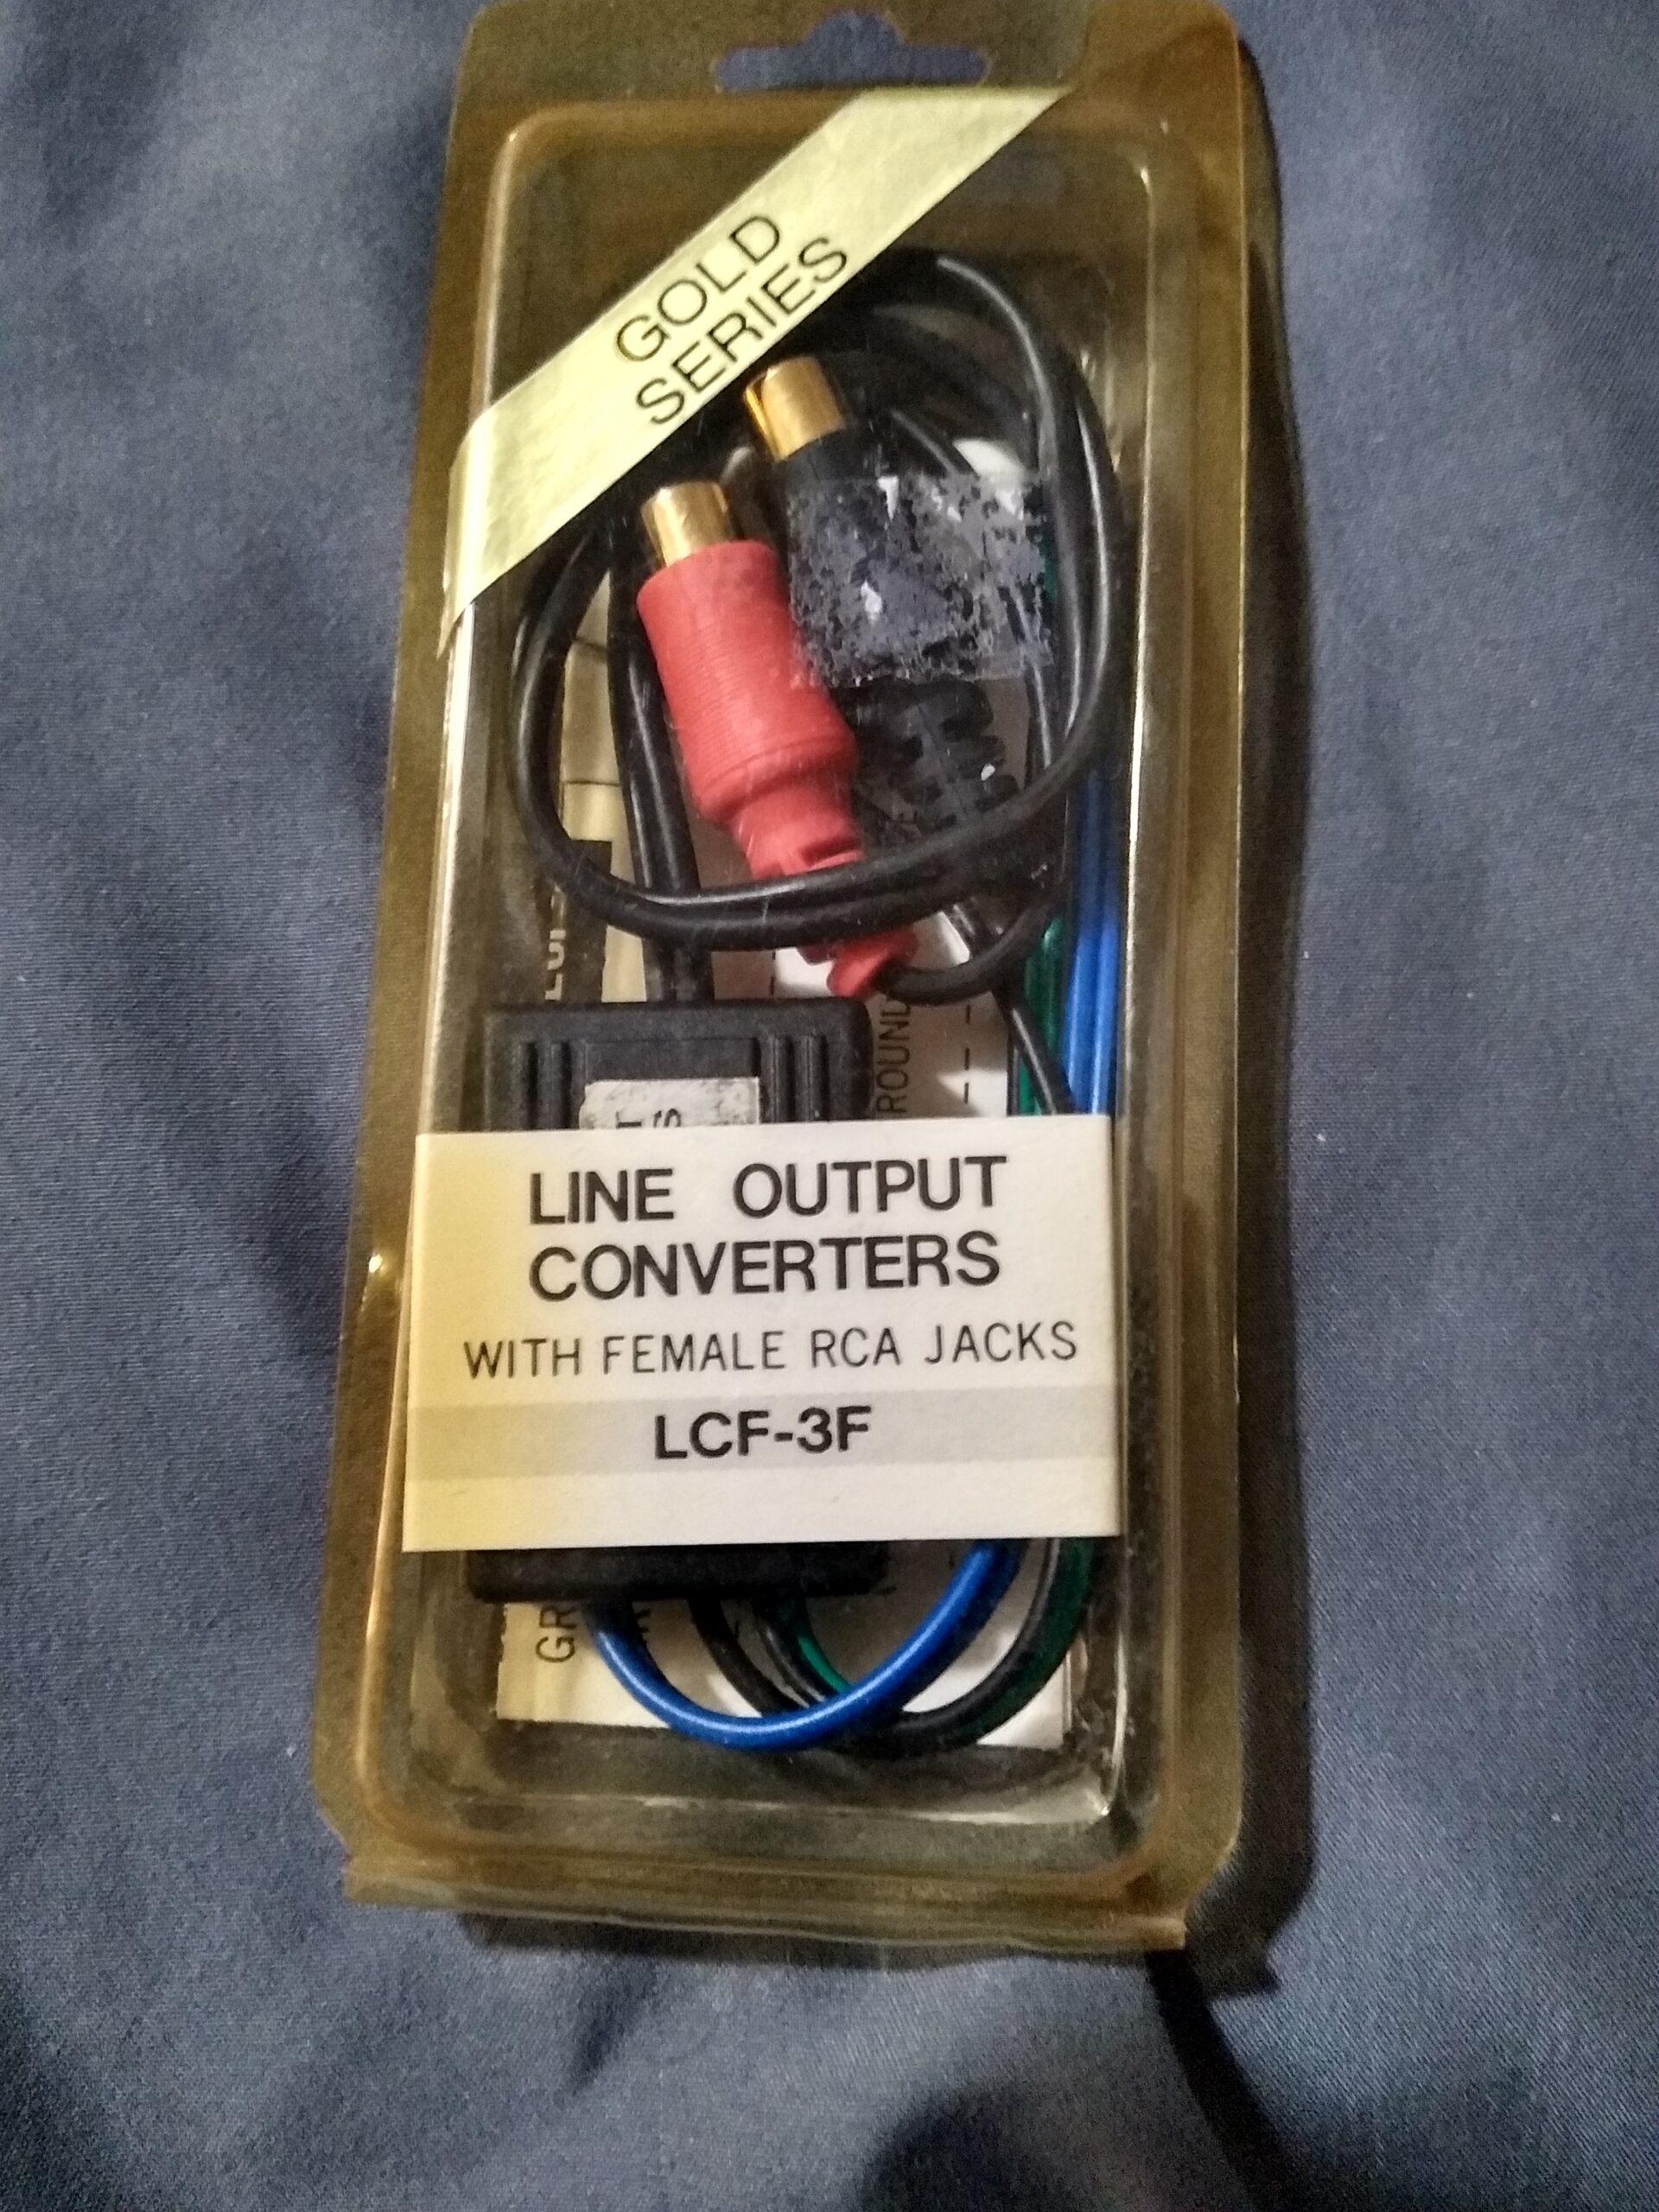 GOLD
SERIES
LINE OUTPUT
CONVERTERS
WITH FEMALE RCA JACKS
LCF-3F